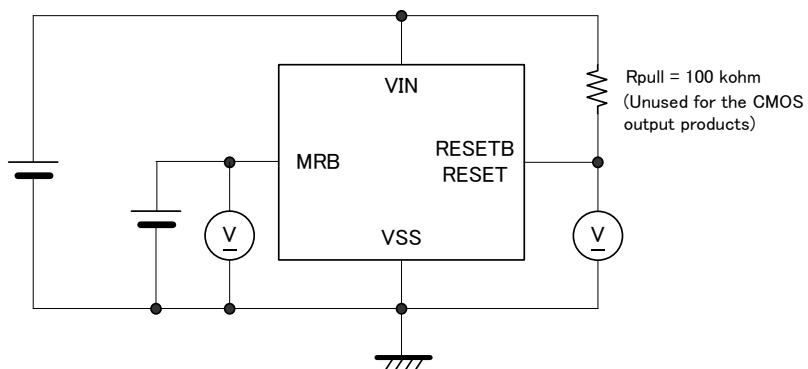 VIN
Rpull = 100 kohm
(Unused for the CMOS
output products)
MRB
RESETB
RESET
V
VSS
V